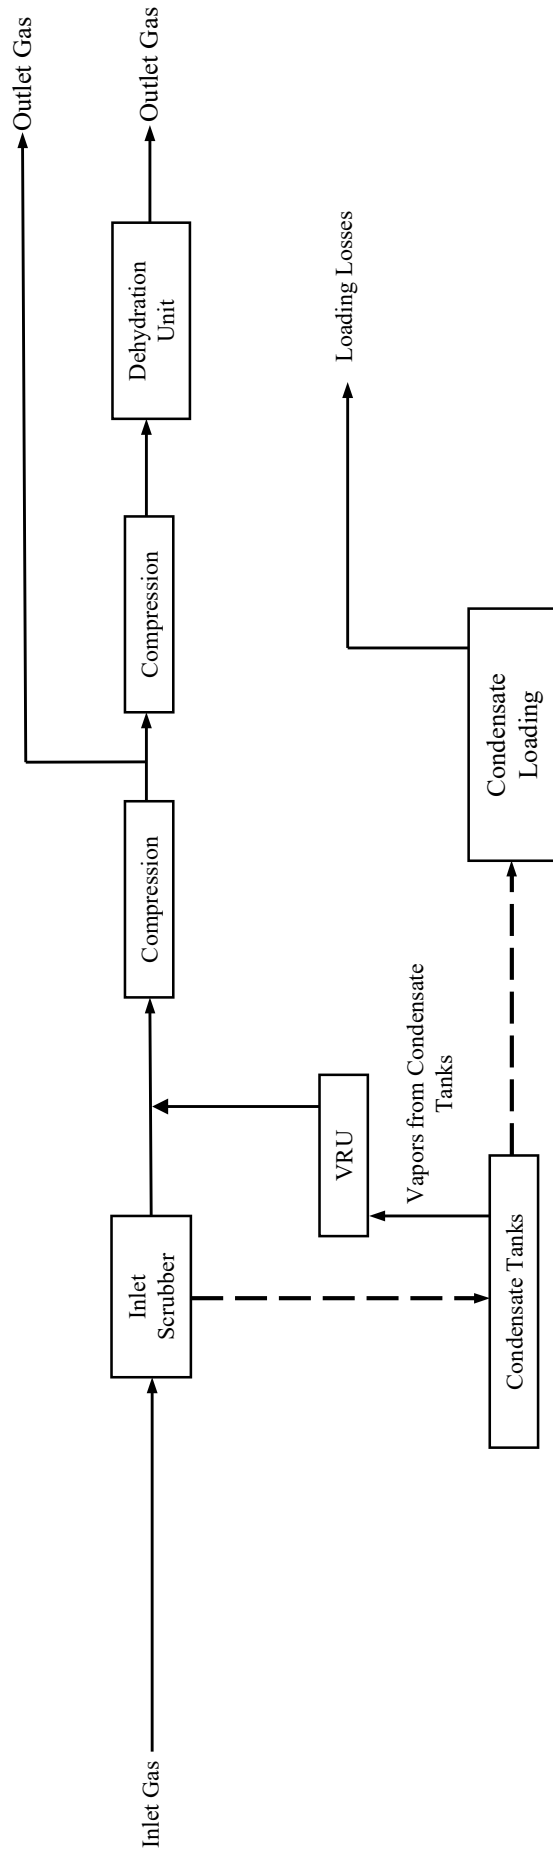 Inlet Gas
Inlet
Scrubber
Compression
Compression
Dehydration
Unit
Outlet Gas
Outlet Gas
VRU
Vapors from Condensate
Tanks
Condensate Tanks
Condensate
Loading
Loading Losses